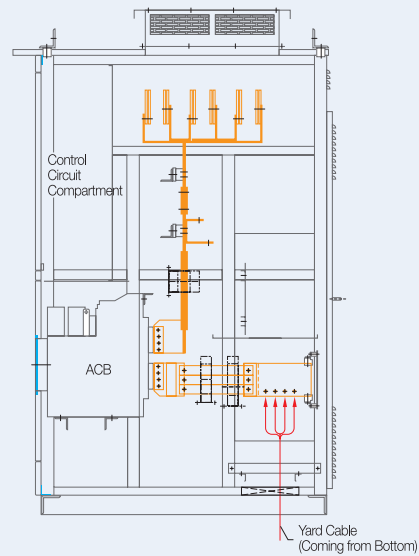 Control
Circuit
Compartment
ACB
Yard Cable
(Coming from Bottom)